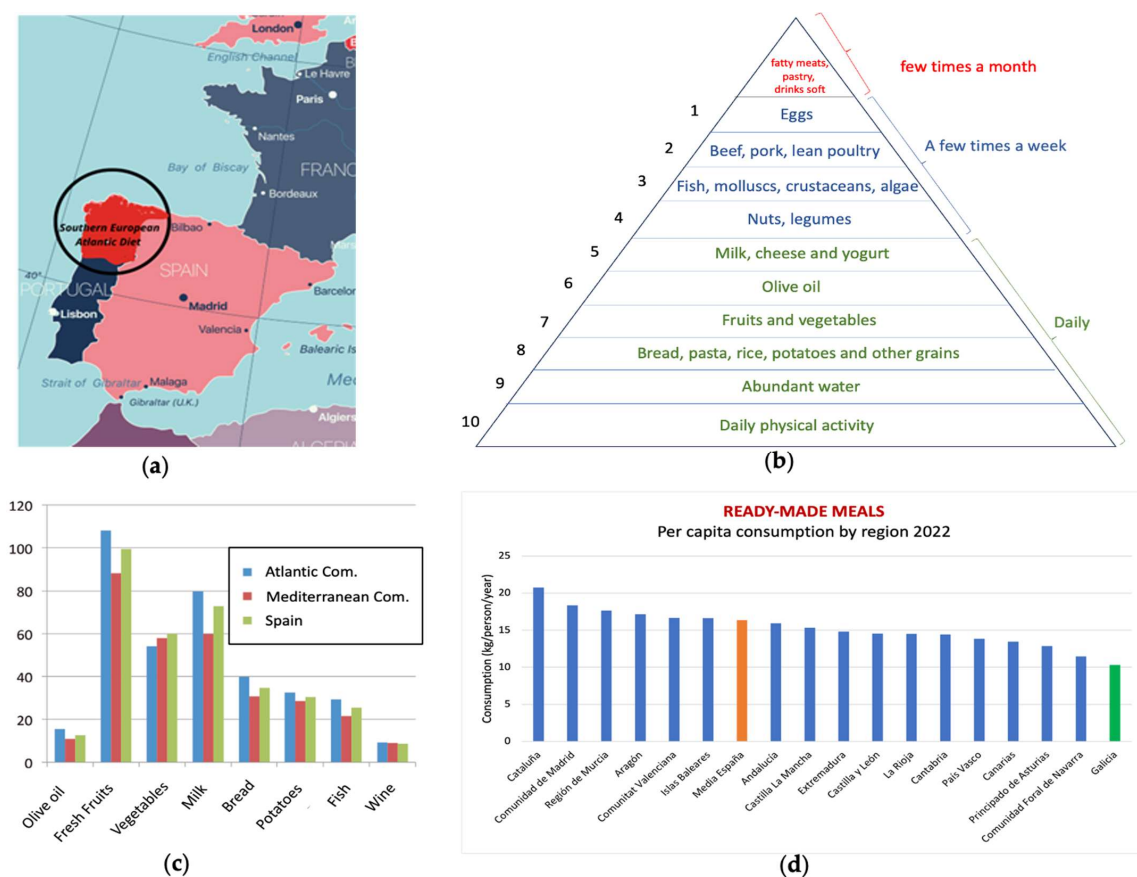 London
English Channel
Le Havre
Paris
Nantes
Bay of Biscay
FRANC
Bordeaux
Southern European
Atlantic Diet
Bilbao
Mars
SPAIN
40°
PORTUGAL
Barcelon
Lisbon
Madrid
Valencia
Balearic Is
Strait of Gibraltar
Malaga
Med
Gibraltar (U.K.)
Algiers
ALGERIA
(a)
fatty meats,
pastry,
drinks soft
few times a month
1
Eggs
2
Beef, pork, lean poultry
A few times a week
3
Fish, molluscs, crustaceans, algae
4
Nuts, legumes
5
Milk, cheese and yogurt
6
Olive oil
7
Fruits and vegetables
Daily
8
Bread, pasta, rice, potatoes and other grains
9
Abundant water
10
Daily physical activity
(b)
120
100
80
60
40
20
0
Atlantic Com.
Mediterranean Com.
Spain
Olive oil
Fresh Fruits
Vegetables
Milk
Bread
Potatoes
Fish
Wine
(c)
READY-MADE MEALS
Per capita consumption by region 2022
Consumption (kg/person/year)
25
20
15
10
5
0
Cataluña
Comunidad de Madrid
Región de Murcia
Aragón
Comunitat Valenciana
Islas Baleares
Media España
Andalucía
Castilla La Mancha
Extremadura
Castilla y León
La Rioja
Cantabria
País Vasco
Canarias
Principado de Asturias
Comunidad Foral de Navarra
Galicia
(d)